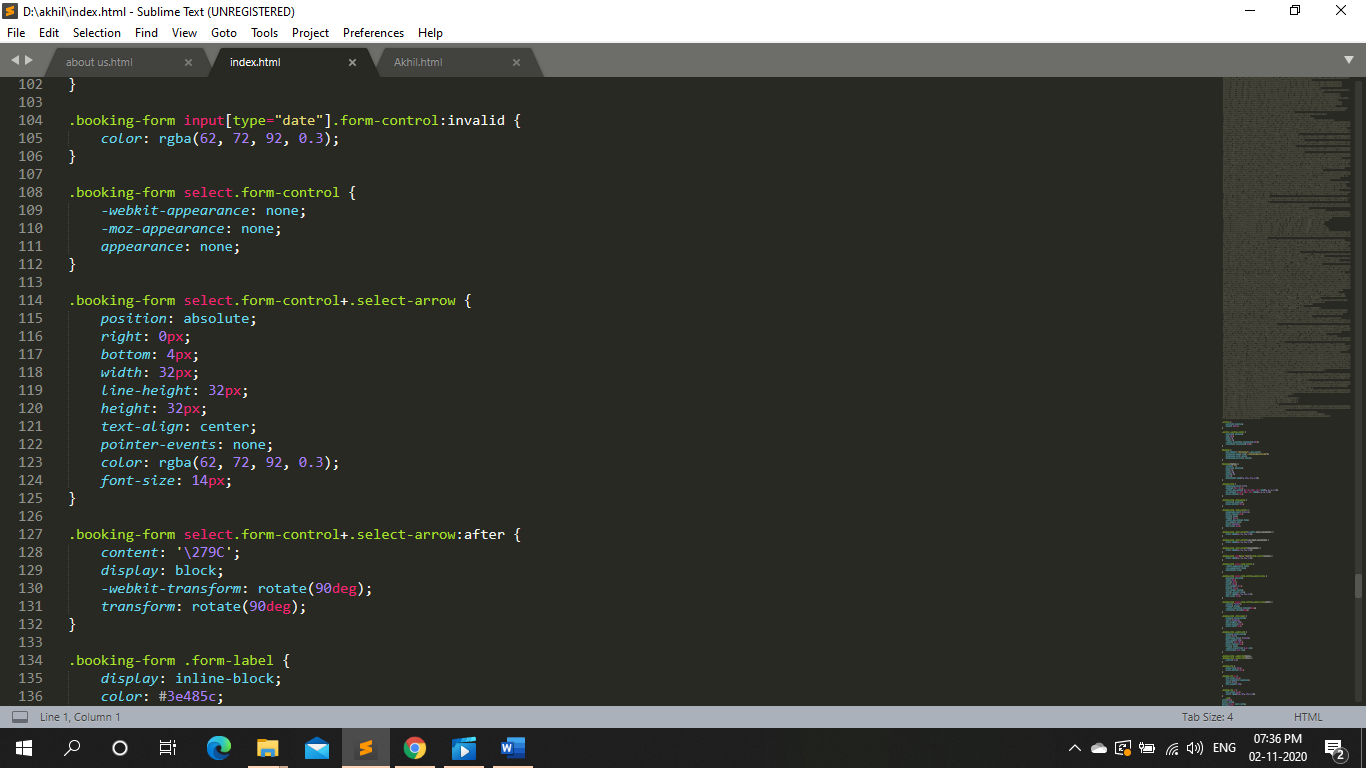 D:\akhil\index.html - Sublime Text (UNREGISTERED)
File Edit Selection Find View Goto Tools Project Preferences Help
about us.html index.html Akhil.html
102 }
103
104 .booking-form input[type="date"].form-control:invalid {
105 color: rgba(62, 72, 92, 0.3);
106 }
107
108 .booking-form select.form-control {
109 -webkit-appearance: none;
110 -moz-appearance: none;
111 appearance: none;
112 }
113
114 .booking-form select.form-control+.select-arrow {
115 position: absolute;
116 right: 0px;
117 bottom: 4px;
118 width: 32px;
119 line-height: 32px;
120 height: 32px;
121 text-align: center;
122 pointer-events: none;
123 color: rgba(62, 72, 92, 0.3);
124 font-size: 14px;
125 }
126
127 .booking-form select.form-control+.select-arrow:after {
128 content: '\279C';
129 display: block;
130 -webkit-transform: rotate(90deg);
131 transform: rotate(90deg);
132 }
133
134 .booking-form .form-label {
135 display: inline-block;
136 color: #3e485c;
Line 1, Column 1 Tab Size: 4 HTML
ENG 07:36 PM
02-11-2020 2